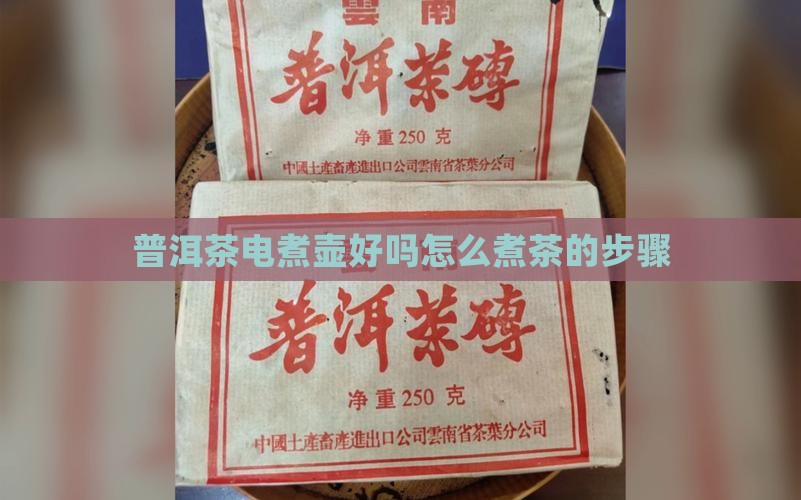 雲 南
普洱茶磚
净重250 克
中國土產畜產進出口公司雲南省茶葉分公司
普洱茶电煮壶好吗怎么煮茶的步骤
普洱茶磚
净重250 克
中國土產畜產進出口公司雲南省茶葉分公司